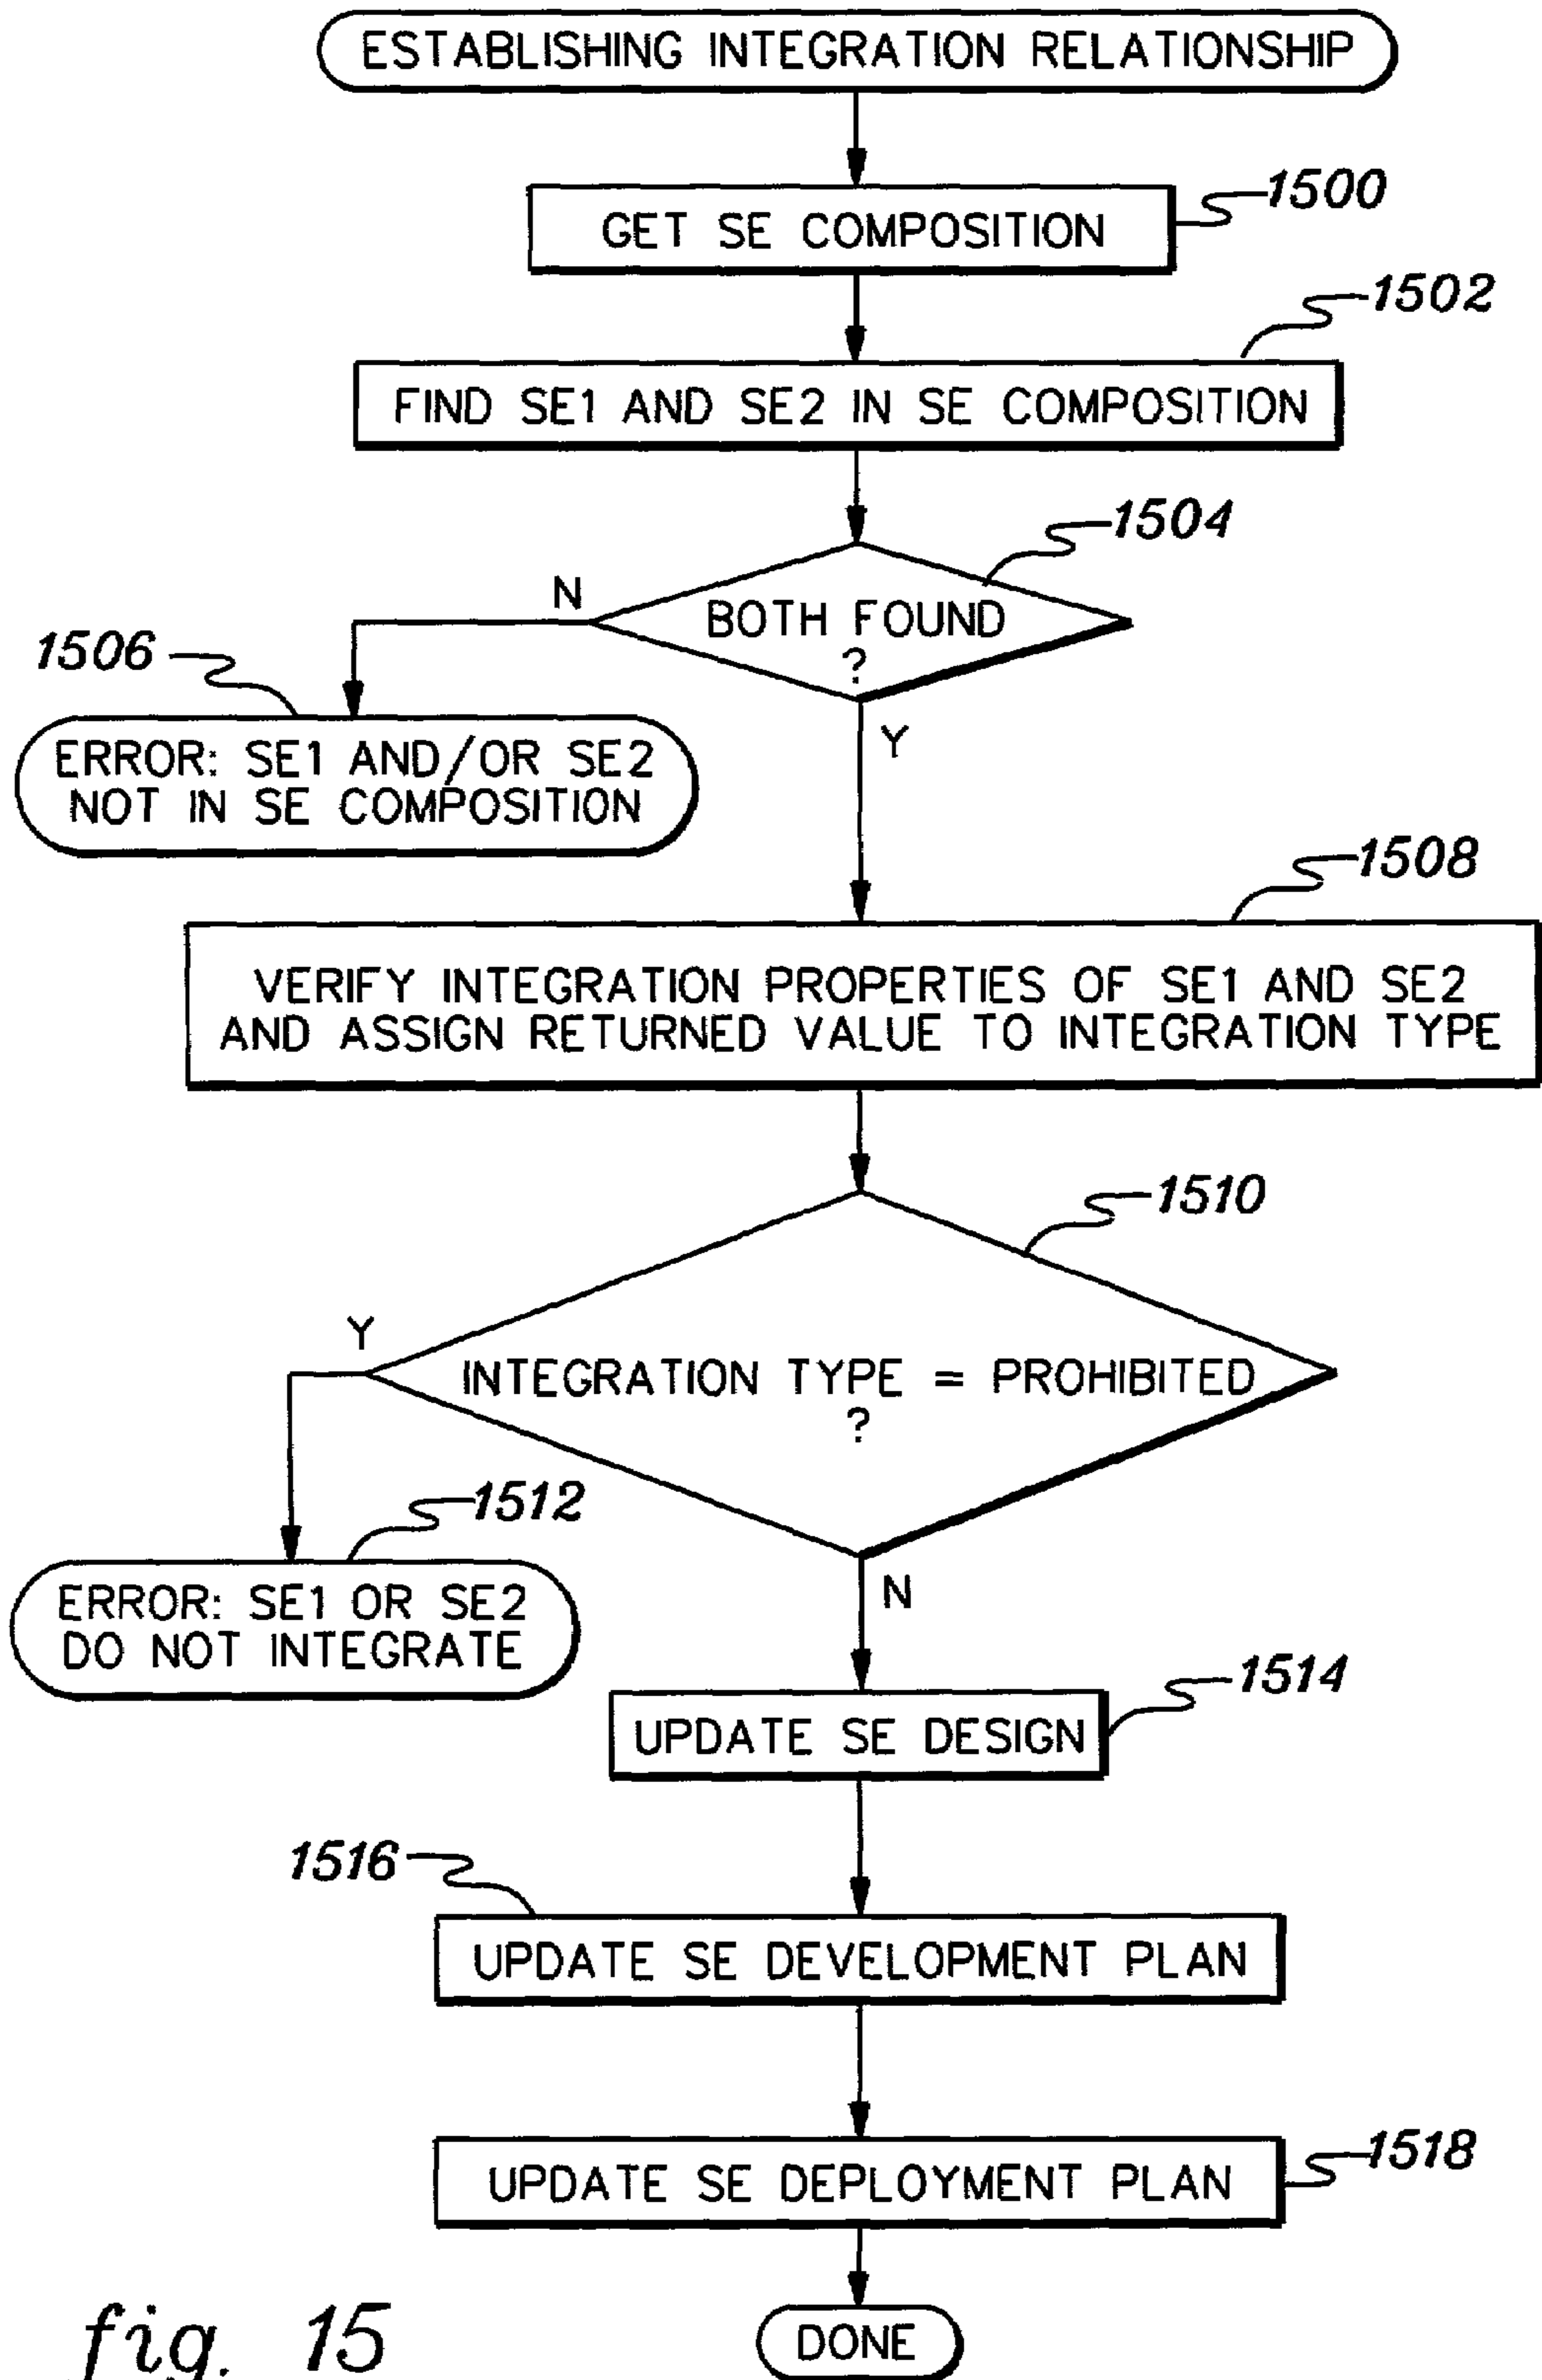 ESTABLISHING INTEGRATION RELATIONSHIP
1500
GET SE COMPOSITION
1502
FIND SE1 AND SE2 IN SE COMPOSITION
1504
N
BOTH FOUND
?
1506
Y
ERROR: SE1 AND/OR SE2
NOT IN SE COMPOSITION
1508
VERIFY INTEGRATION PROPERTIES OF SE1 AND SE2
AND ASSIGN RETURNED VALUE TO INTEGRATION TYPE
1510
Y
INTEGRATION TYPE = PROHIBITED
?
1512
N
ERROR: SE1 OR SE2
DO NOT INTEGRATE
1514
UPDATE SE DESIGN
1516
UPDATE SE DEVELOPMENT PLAN
1518
UPDATE SE DEPLOYMENT PLAN
DONE
fig. 15